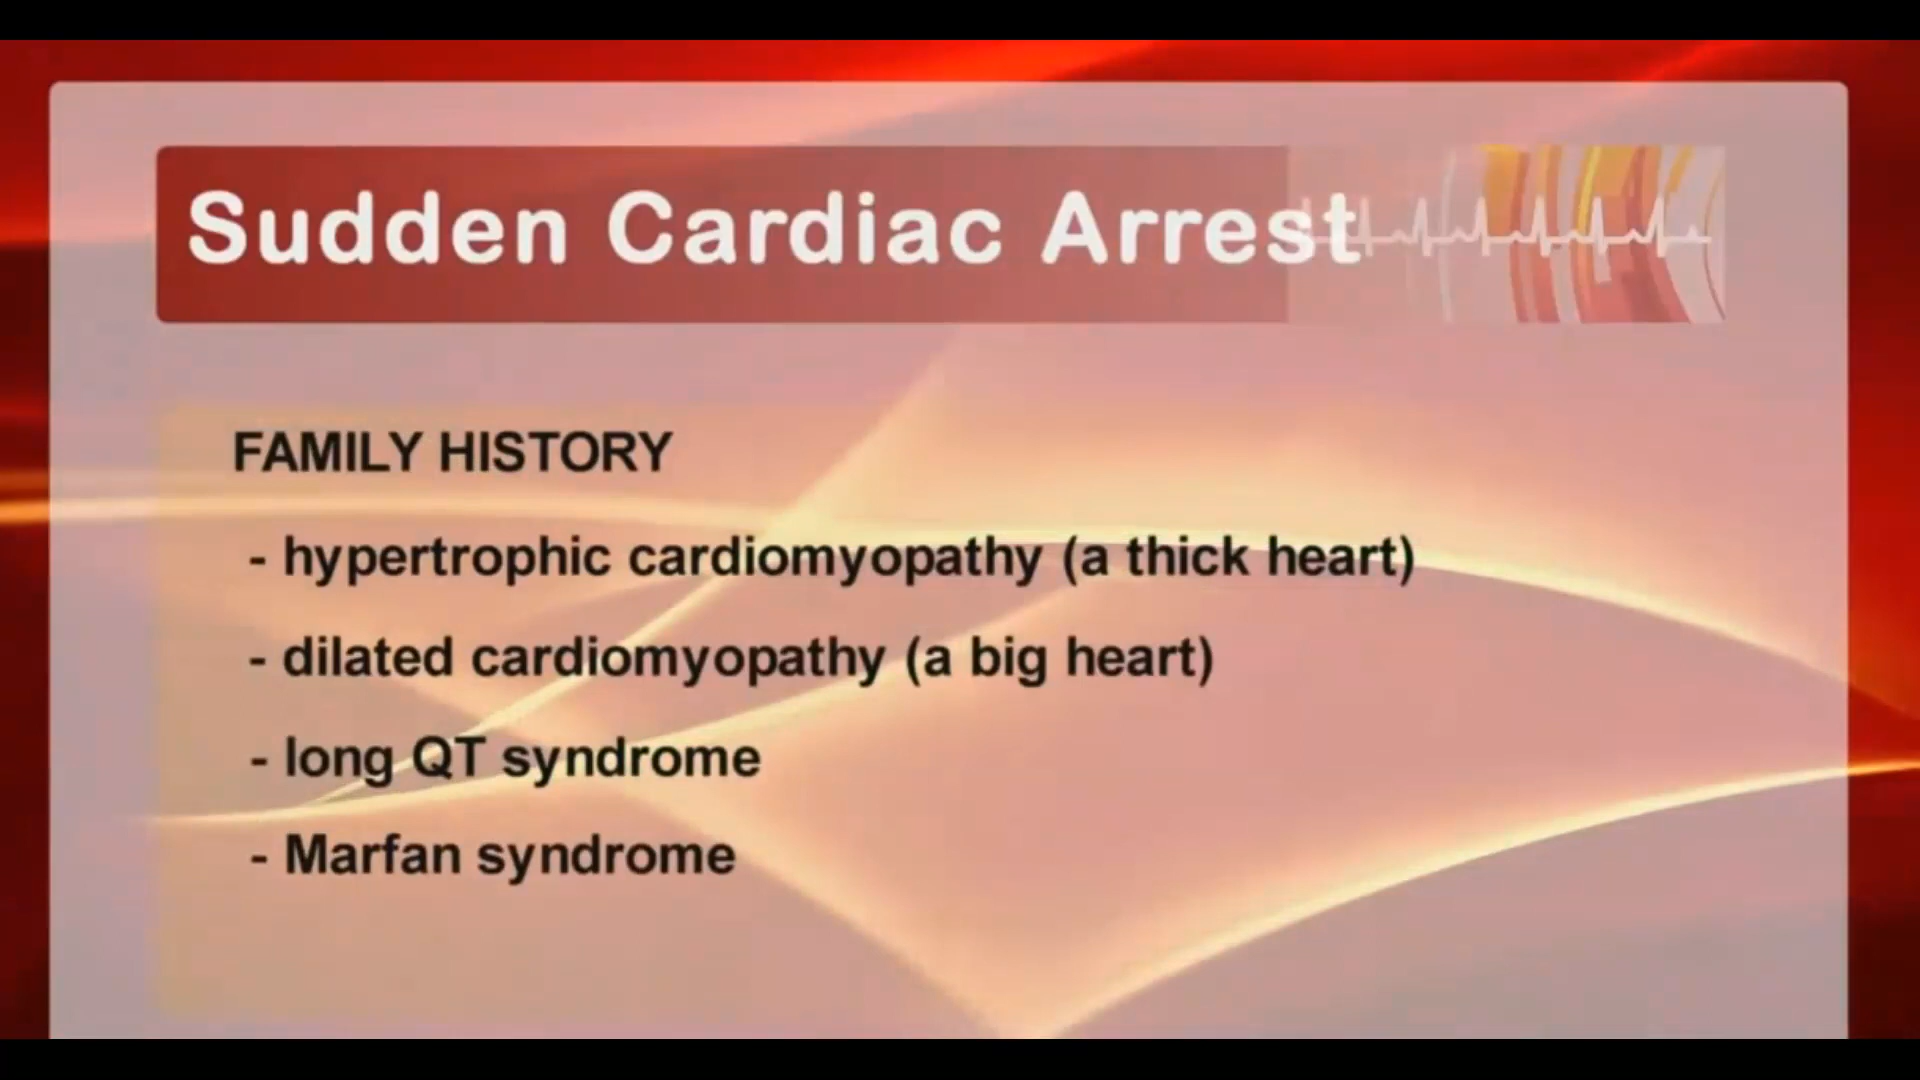 Sudden Cardiac Arrest
FAMILY HISTORY
- hypertrophic cardiomyopathy (a thick heart)
- dilated cardiomyopathy (a big heart)
- long QT syndrome
- Marfan syndrome